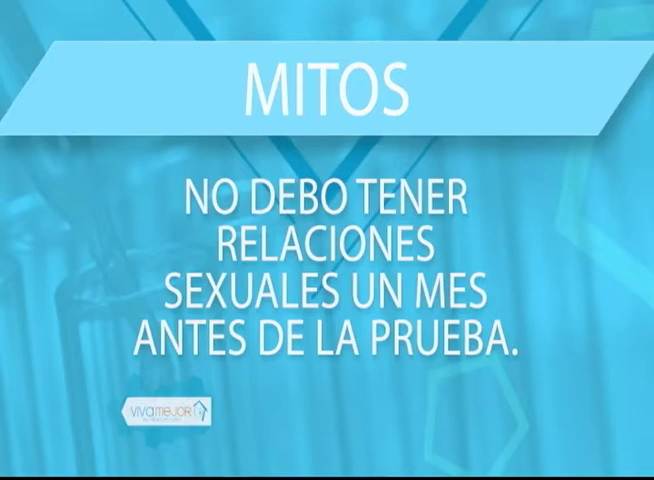 MITOS
NO DEBO TENER
RELACIONES
SEXUALES UN MES
ANTES DE LA PRUEBA.
VIVAMEJOR